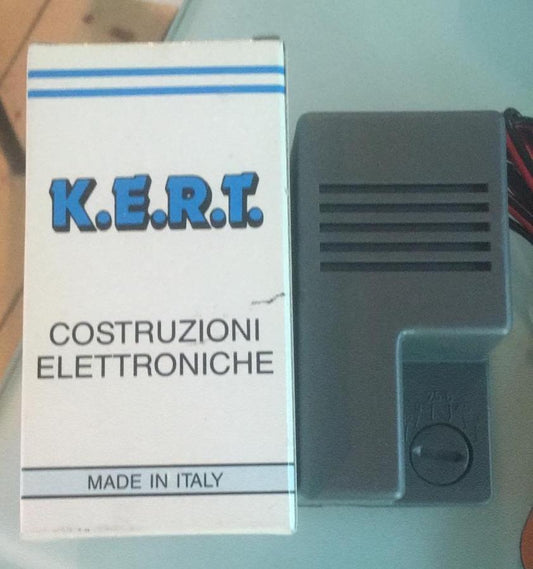 K.E.R.T.
COSTRUZIONI
ELETTRONICHE
MADE IN ITALY